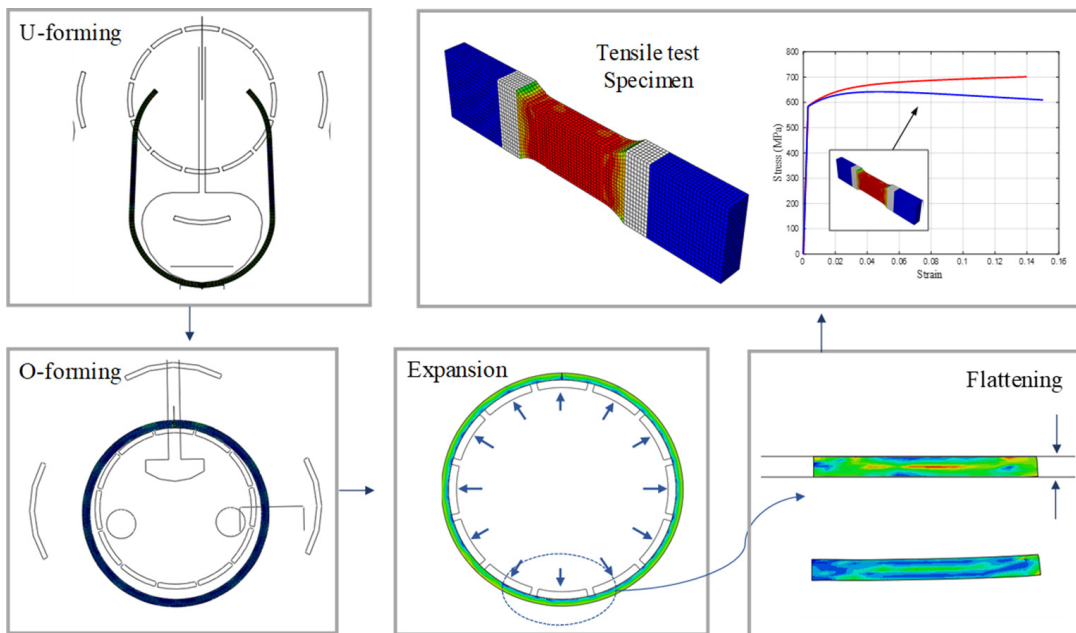 U-forming
Tensile test
Specimen
800
700
600
500
400
300
200
100
0
Stress (MPa)
0
0.02
0.04
0.06
0.08
0.1
0.12
0.14
0.16
Strain
O-forming
Expansion
Flattening